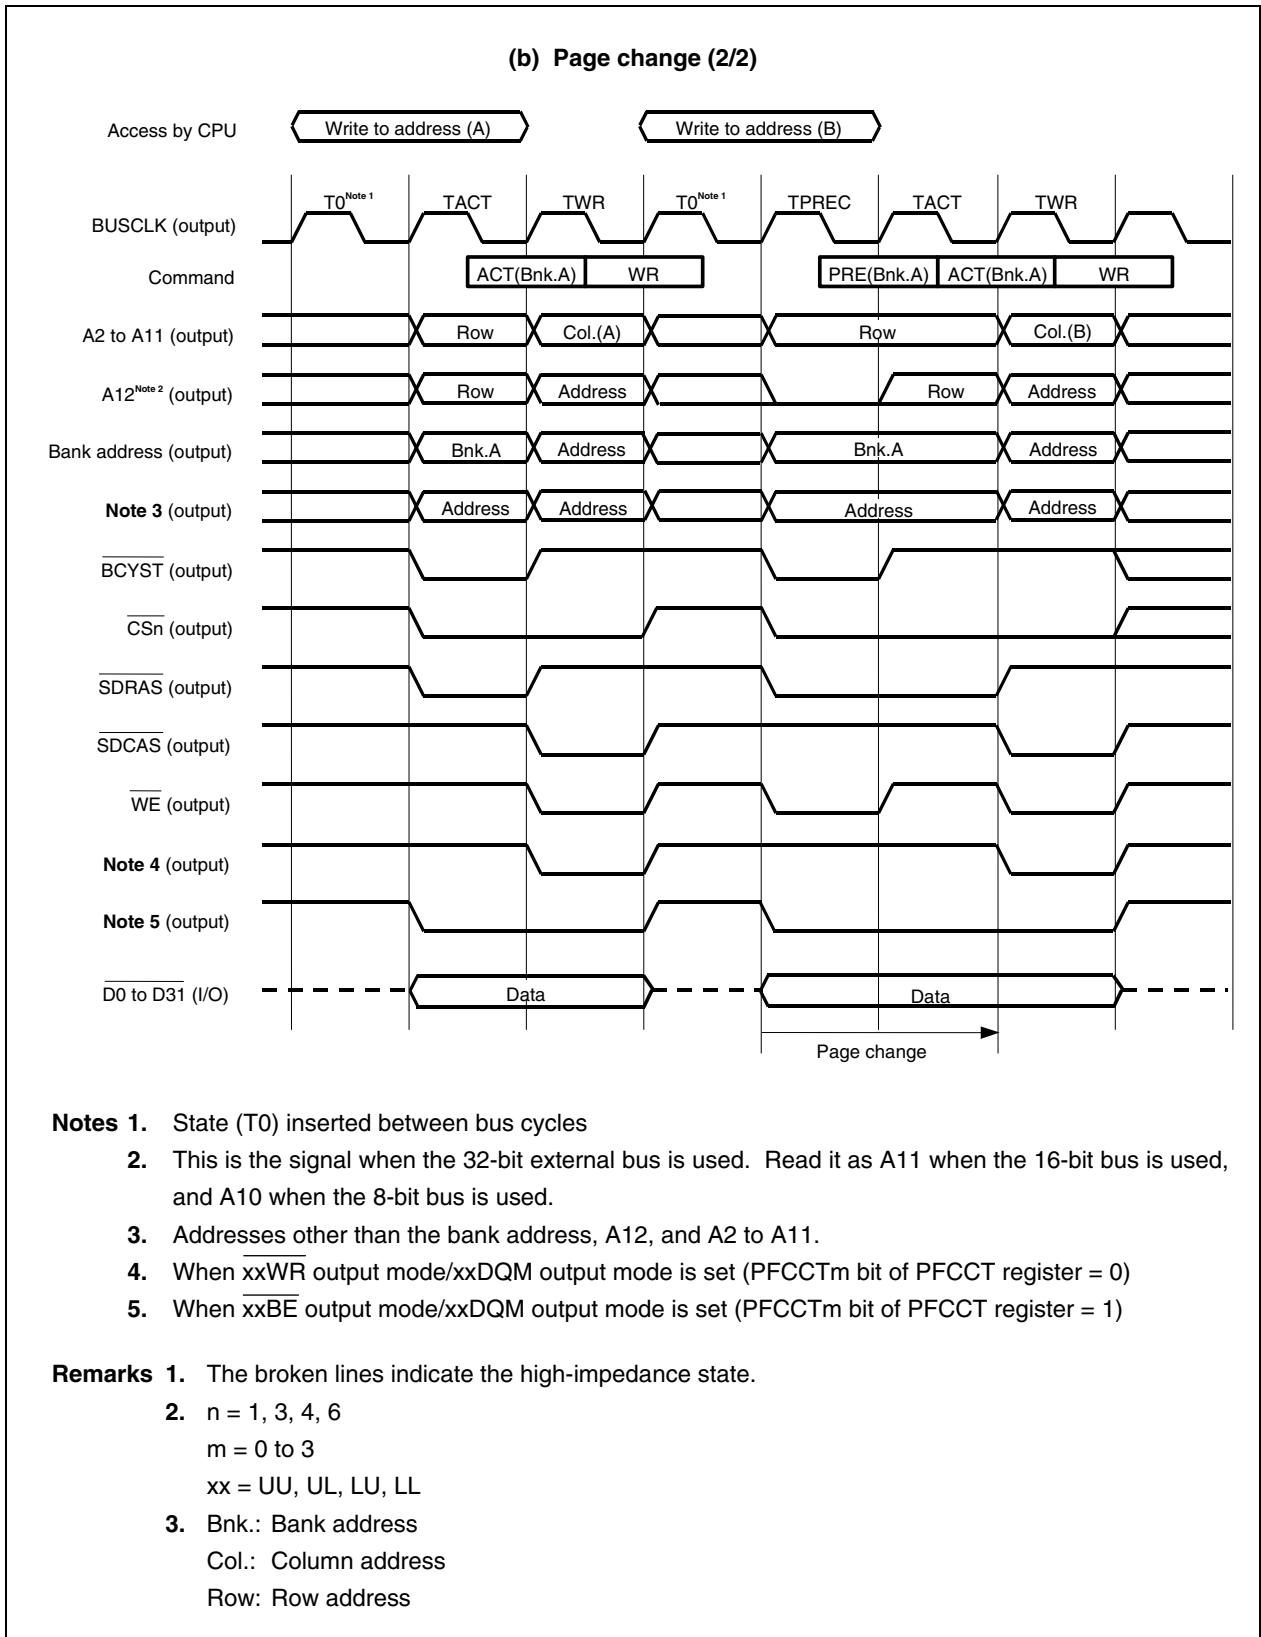 (b) Page change (2/2)
Access by CPU Write to address (A) Write to address (B)
T0Note 1 TACT TWR T0Note 1 TPREC TACT TWR
BUSCLK (output)
Command ACT(Bnk.A) WR PRE(Bnk.A) ACT(Bnk.A) WR
A2 to A11 (output) Row Col.(A) Row Col.(B)
A12Note 2 (output) Row Address Row Address
Bank address (output) Bnk.A Address Bnk.A Address
Note 3 (output) Address Address Address Address
BCYST (output)
CSn (output)
SDRAS (output)
SDCAS (output)
WE (output)
Note 4 (output)
Note 5 (output)
D0 to D31 (I/O) Data Data
Page change
Notes 1. State (T0) inserted between bus cycles
2. This is the signal when the 32-bit external bus is used. Read it as A11 when the 16-bit bus is used,
and A10 when the 8-bit bus is used.
3. Addresses other than the bank address, A12, and A2 to A11.
4. When xxWR output mode/xxDQM output mode is set (PFCCTm bit of PFCCT register = 0)
5. When xxBE output mode/xxDQM output mode is set (PFCCTm bit of PFCCT register = 1)
Remarks 1. The broken lines indicate the high-impedance state.
2. n = 1, 3, 4, 6
m = 0 to 3
xx = UU, UL, LU, LL
3. Bnk.: Bank address
Col.: Column address
Row: Row address